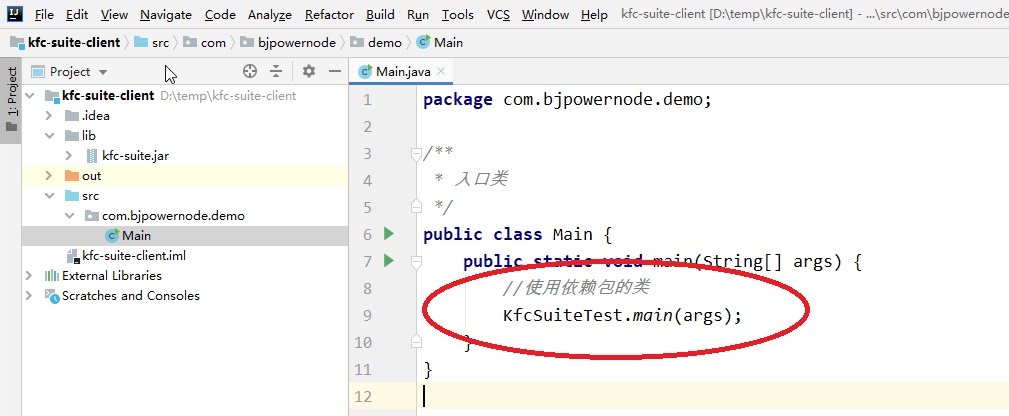 File Edit View Navigate Code Analyze Refactor Build Run Tools VCS Window Help kfc-suite-client [D:\temp\kfc-suite-client] - ...\src\com\bjpowernode
kfc-suite-client src com bjpowernode demo Main
1: Project
Project
Main.java
kfc-suite-client D:\temp\kfc-suite-client
.idea
lib
kfc-suite.jar
out
src
com.bjpowernode.demo
Main
kfc-suite-client.iml
External Libraries
Scratches and Consoles
1 package com.bjpowernode.demo;
2
3 /**
4 * 入口类
5 */
6 public class Main {
7 public static void main(String[] args) {
8 //使用依赖包的类
9 KfcSuiteTest.main(args);
10 }
11 }
12